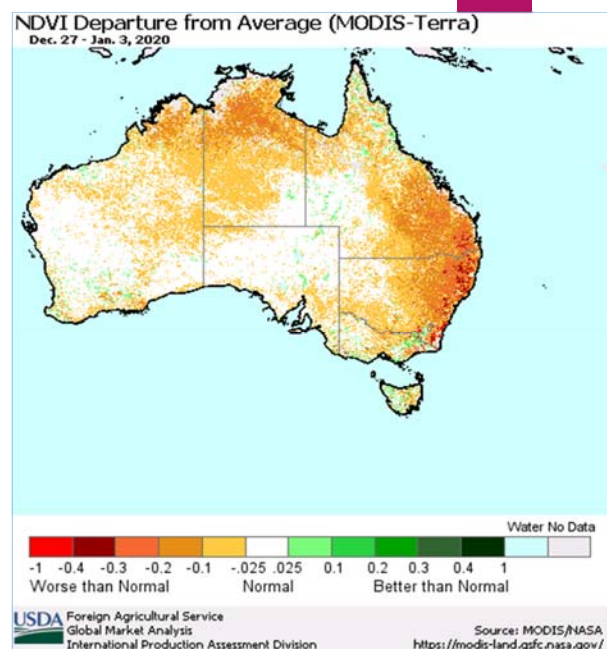 NDVI Departure from Average (MODIS-Terra)
Dec. 27 - Jan. 3, 2020
Water No Data
-1 -0.4 -0.3 -0.2 -0.1 -.025 .025 0.1 0.2 0.3 0.4 1
Worse than Normal Normal Better than Normal
USDA Foreign Agricultural Service
Global Market Analysis
International Production Assessment Division
Source: MODIS/NASA
https://modis-land.gsfc.nasa.gov/